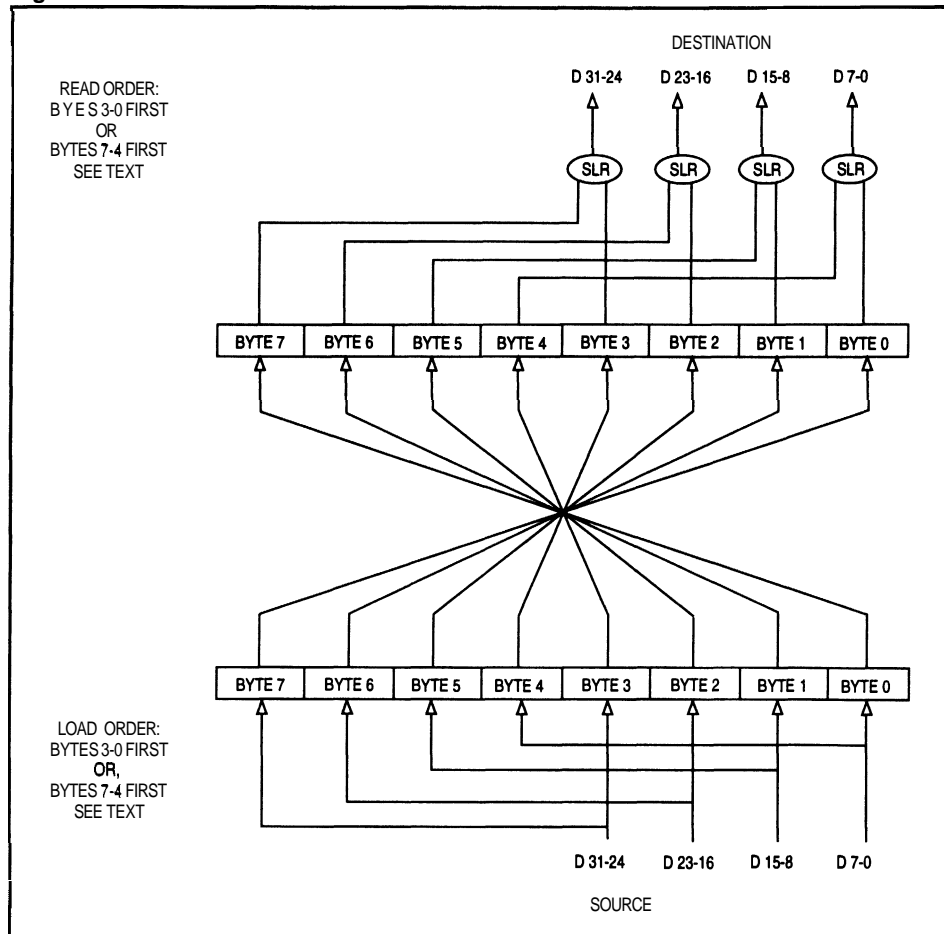 DESTINATION
D 31-24 D 23-16 D 15-8 D 7-0
READ ORDER:
B Y E S 3-0 FIRST
OR
BYTES 7-4 FIRST
SEE TEXT
SLR SLR SLR SLR
BYTE 7 BYTE 6 BYTE 5 BYTE 4 BYTE 3 BYTE 2 BYTE 1 BYTE 0
BYTE 7 BYTE 6 BYTE 5 BYTE 4 BYTE 3 BYTE 2 BYTE 1 BYTE 0
LOAD ORDER:
BYTES 3-0 FIRST
OR,
BYTES 7-4 FIRST
SEE TEXT
D 31-24 D 23-16 D 15-8 D 7-0
SOURCE